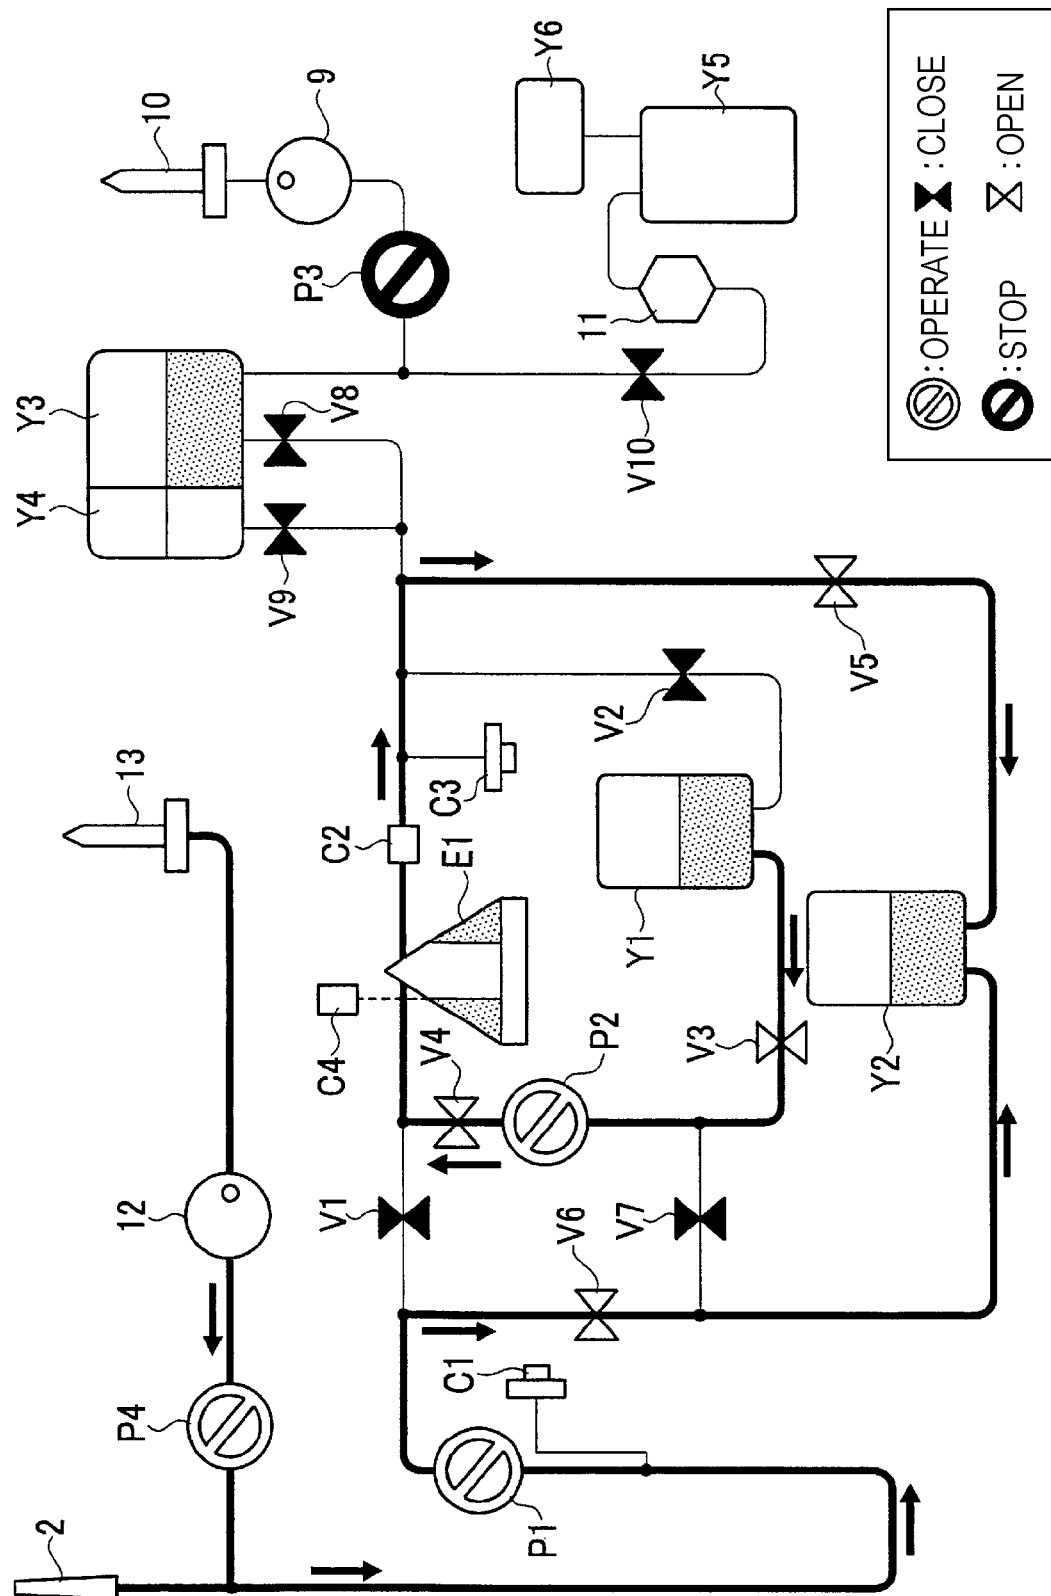 Y6
9
10
Y5
P3
11
Y3
Y4
V8
V10
V9
V5
V2
13
C3
C2
E1
Y1
C4
V4
P2
V3
Y2
12
V1
V6
V7
C1
P4
P1
2
:OPERATE :CLOSE
:STOP :OPEN